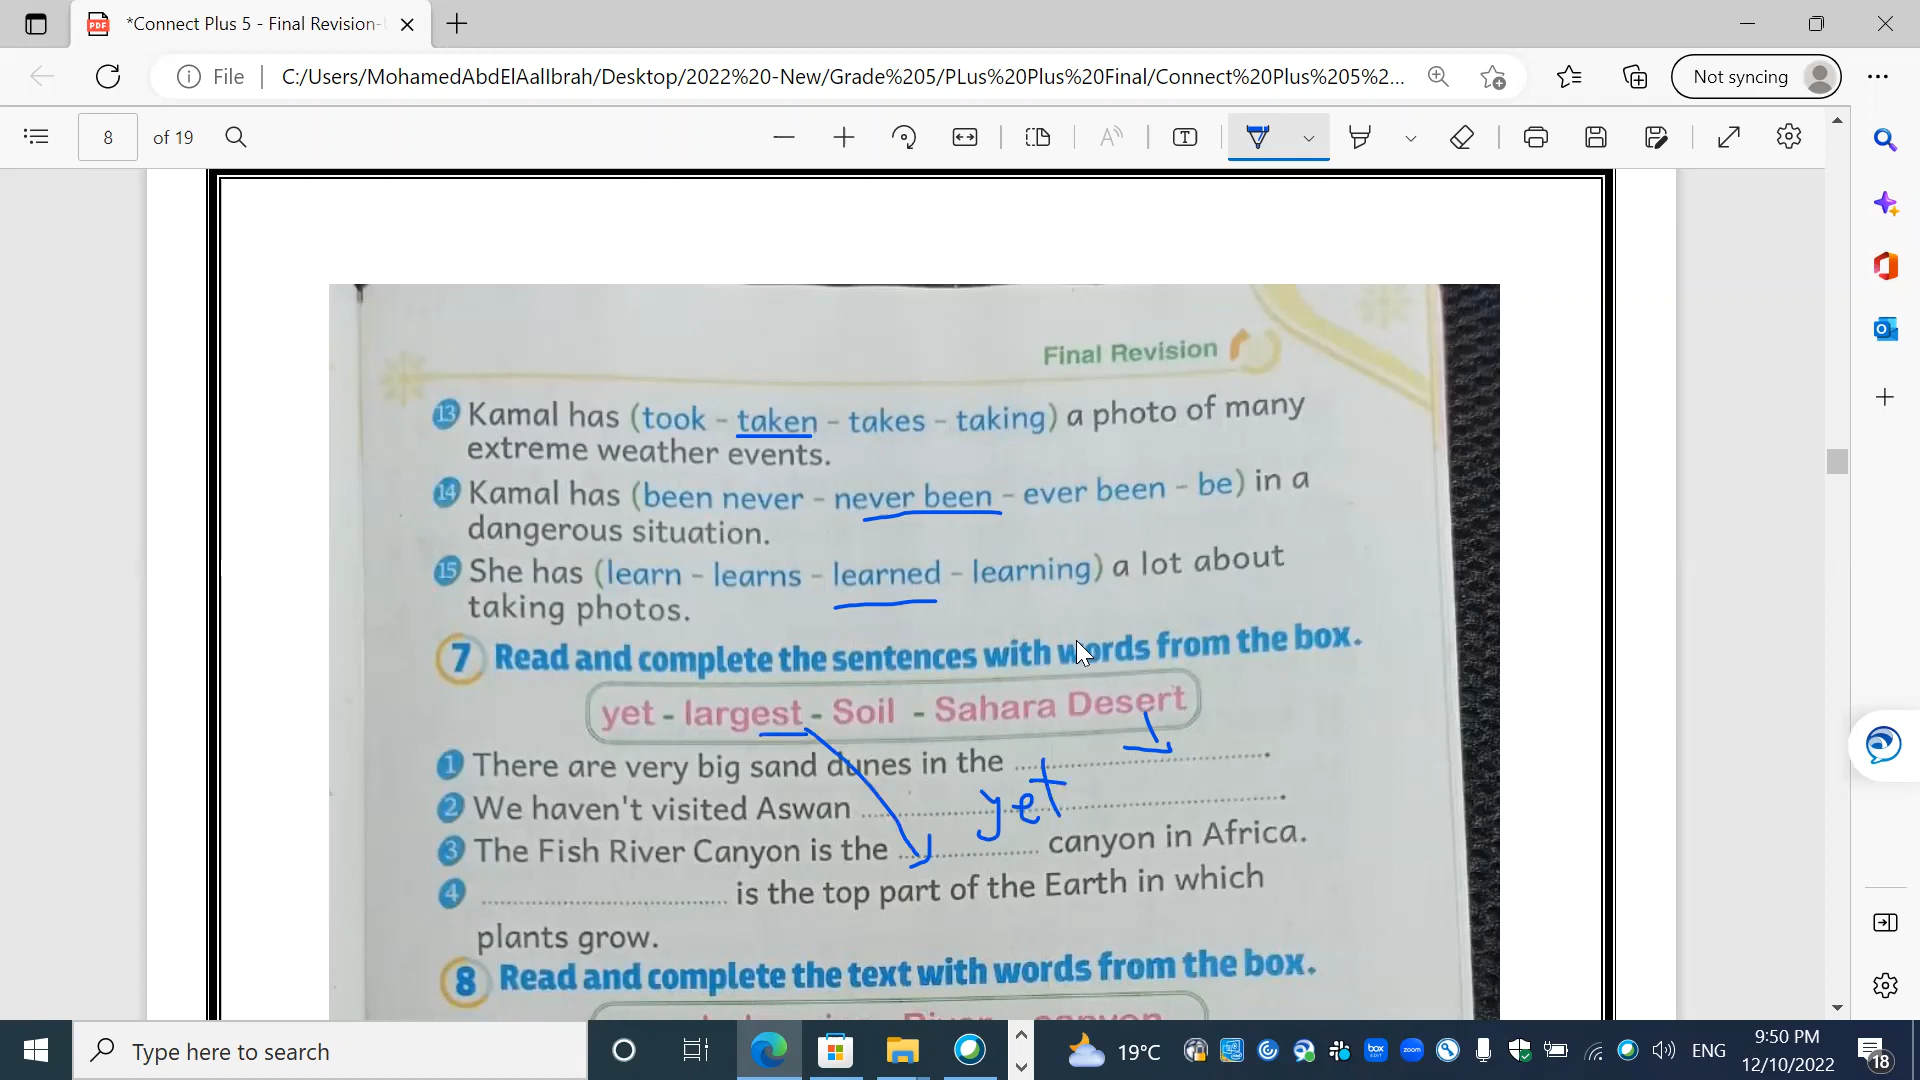 *Connect Plus 5 - Final Revision-
File
C:/Users/MohamedAbdElAalIbrah/Desktop/2022%20-New/Grade%205/PLus%20Plus%20Final/Connect%20Plus%205%2...
Not syncing
8 of 19
Final Revision
13 Kamal has (took - taken - takes - taking) a photo of many
extreme weather events.
14 Kamal has (been never - never been - ever been - be) in a
dangerous situation.
15 She has (learn - learns - learned - learning) a lot about
taking photos.
7 Read and complete the sentences with words from the box.
yet - largest - Soil - Sahara Desert
1 There are very big sand dunes in the ........................
2 We haven't visited Aswan ........................
yet
3 The Fish River Canyon is the ............ canyon in Africa.
4 ........................ is the top part of the Earth in which
plants grow.
8 Read and complete the text with words from the box.
River canyon
Type here to search
19°C
ENG
9:50 PM
12/10/2022
18